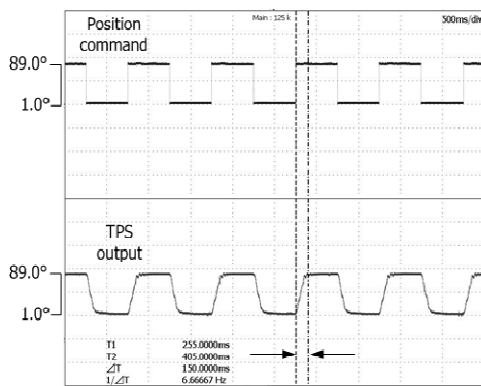 Main : 125 k
500ms/div
Position
command
89.0°
1.0°
TPS
output
89.0°
1.0°
T1 255.0000ms
T2 405.0000ms
⊿T 150.0000ms
1/⊿T 6.66667 Hz